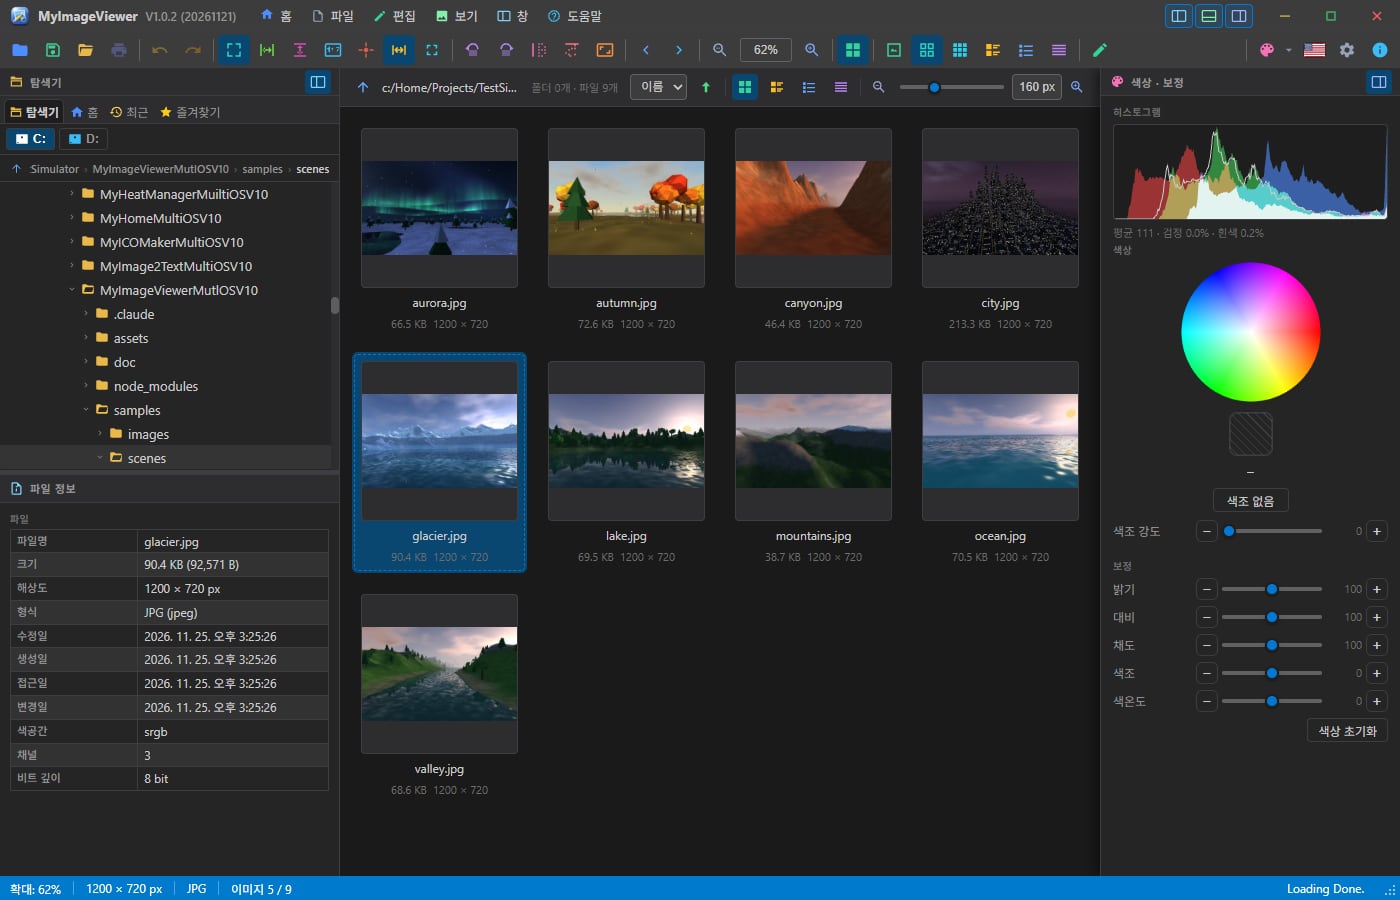 MyImageViewer V1.0.2 (20261121) 홈 파일 편집 보기 창 도움말
62%
탐색기
탐색기 홈 최근 즐겨찾기
C: D:
Simulator › MyImageViewerMutlOSV10 › samples › scenes
MyHeatManagerMuiltiOSV10
MyHomeMultiOSV10
MyICOMakerMultiOSV10
MyImage2TextMultiOSV10
MyImageViewerMutlOSV10
.claude
assets
doc
node_modules
samples
images
scenes
파일 정보
파일
파일명 glacier.jpg
크기 90.4 KB (92,571 B)
해상도 1200 × 720 px
형식 JPG (jpeg)
수정일 2026. 11. 25. 오후 3:25:26
생성일 2026. 11. 25. 오후 3:25:26
접근일 2026. 11. 25. 오후 3:25:26
변경일 2026. 11. 25. 오후 3:25:26
색공간 srgb
채널 3
비트 깊이 8 bit
c:/Home/Projects/TestSi... 폴더 0개 · 파일 9개 이름 160 px
aurora.jpg
66.5 KB 1200 × 720
autumn.jpg
72.6 KB 1200 × 720
canyon.jpg
46.4 KB 1200 × 720
city.jpg
213.3 KB 1200 × 720
glacier.jpg
90.4 KB 1200 × 720
lake.jpg
69.5 KB 1200 × 720
mountains.jpg
38.7 KB 1200 × 720
ocean.jpg
70.5 KB 1200 × 720
valley.jpg
68.6 KB 1200 × 720
색상 · 보정
히스토그램
평균 111 · 검정 0.0% · 흰색 0.2%
색상
–
색조 없음
색조 강도 − 0 +
보정
밝기 − 100 +
대비 − 100 +
채도 − 100 +
색조 − 0 +
색온도 − 0 +
색상 초기화
확대: 62% 1200 × 720 px JPG 이미지 5 / 9 Loading Done.